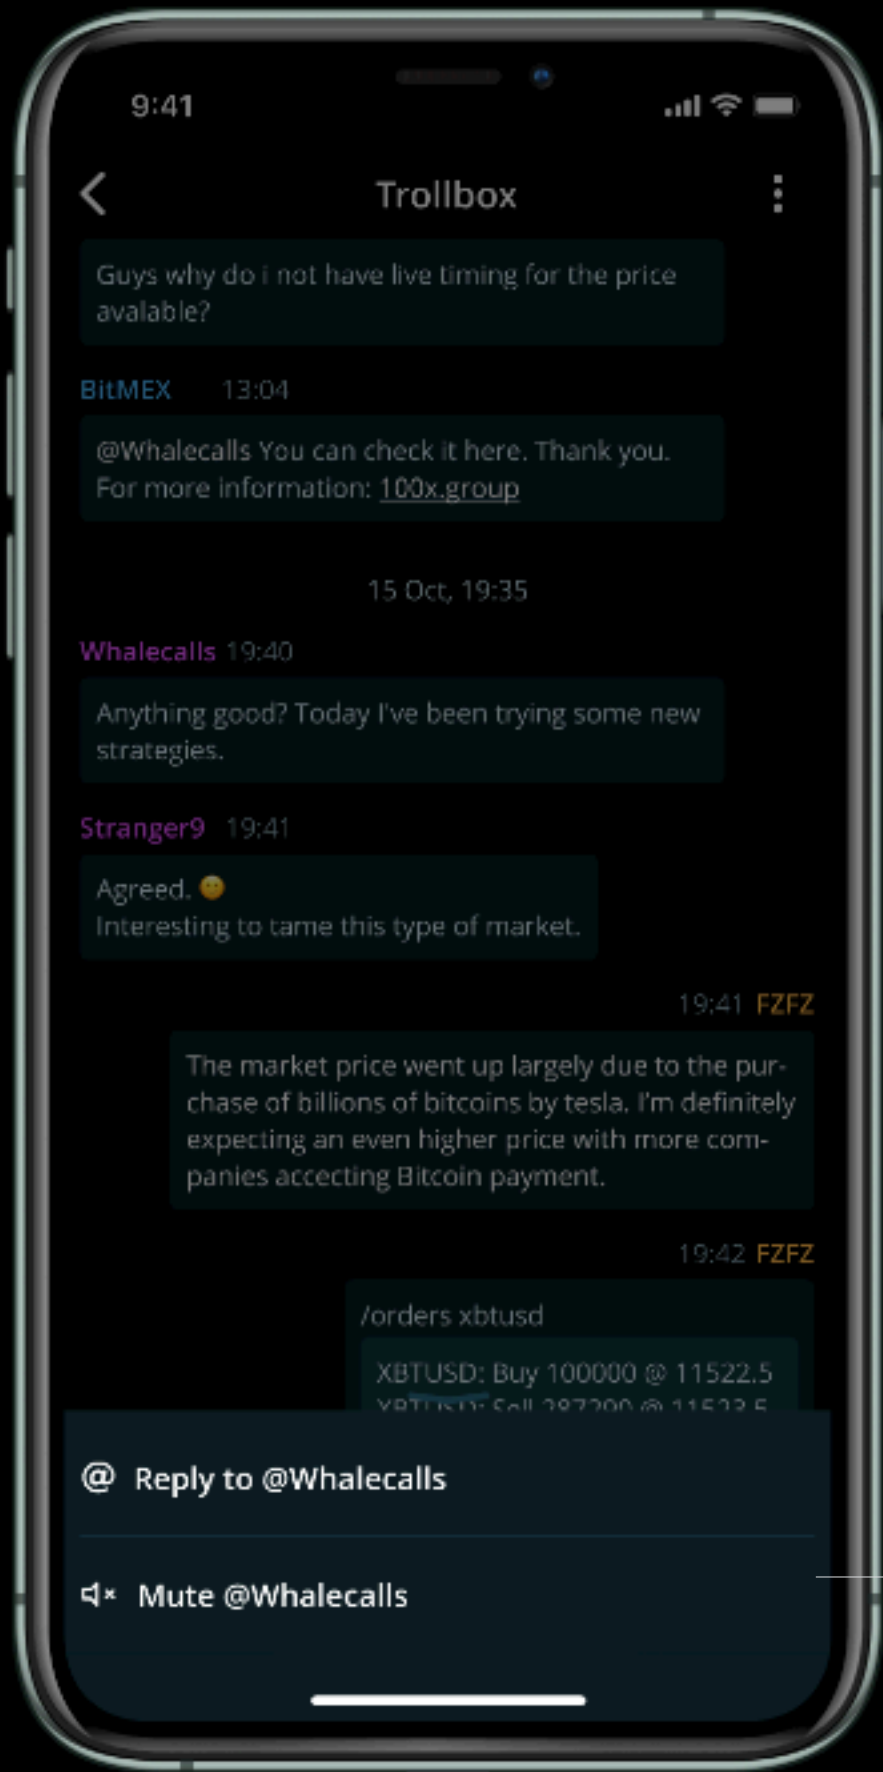 9:41
Trollbox
Guys why do i not have live timing for the price
avalable?
BitMEX 13:04
@Whalecalls You can check it here. Thank you.
For more information: 100x.group
15 Oct, 19:35
Whalecalls 19:40
Anything good? Today I've been trying some new
strategies.
Stranger9 19:41
Agreed. 😶
Interesting to tame this type of market.
19:41 FZFZ
The market price went up largely due to the pur-
chase of billions of bitcoins by tesla. I'm definitely
expecting an even higher price with more com-
panies accecting Bitcoin payment.
19:42 FZFZ
/orders xbtusd
XBTUSD: Buy 100000 @ 11522.5
XBTUSD: Sell 287290 @ 11523.5
@ Reply to @Whalecalls
Mute @Whalecalls